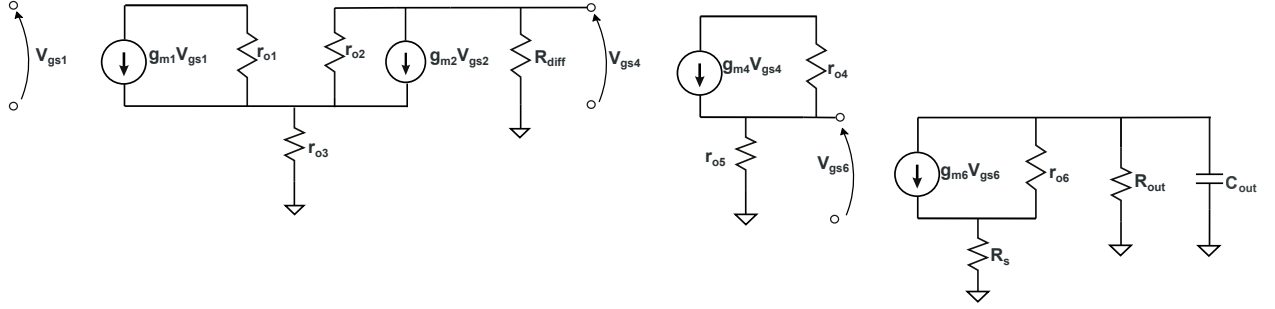 Vgs1
gm1Vgs1
ro1
ro2
gm2Vgs2
Rdiff
Vgs4
ro3
gm4Vgs4
ro4
ro5
Vgs6
gm6Vgs6
ro6
Rout
Cout
Rs